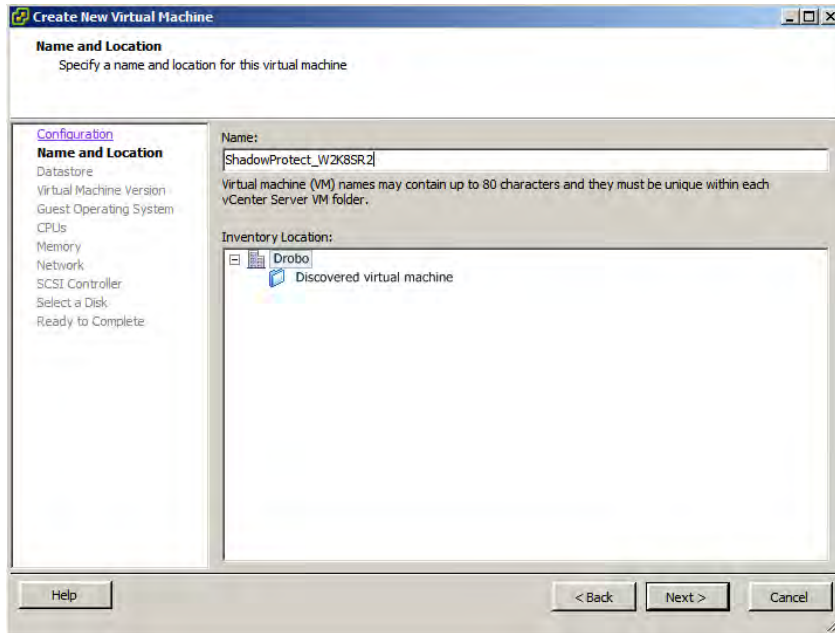 Create New Virtual Machine
Name and Location
Specify a name and location for this virtual machine
Configuration
Name and Location
Datastore
Virtual Machine Version
Guest Operating System
CPUs
Memory
Network
SCSI Controller
Select a Disk
Ready to Complete
Name:
ShadowProtect_W2K8SR2
Virtual machine (VM) names may contain up to 80 characters and they must be unique within each
vCenter Server VM folder.
Inventory Location:
Drobo
Discovered virtual machine
Help
< Back
Next >
Cancel